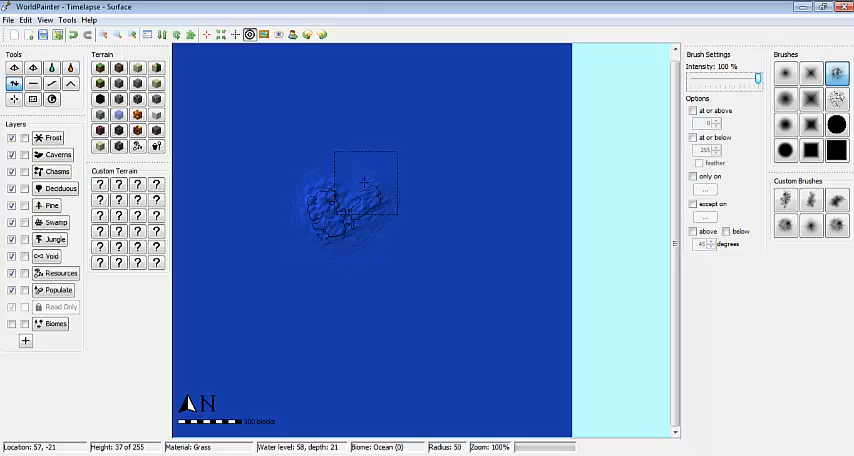 WorldPainter - Timelapse - Surface
File Edit View Tools Help
Tools
Terrain
Layers
Frost
Caverns
Chasms
Deciduous
Pine
Swamp
Jungle
Void
Resources
Populate
Read Only
Biomes
Custom Terrain
? ? ? ?
? ? ? ?
? ? ? ?
? ? ? ?
? ? ? ?
? ? ? ?
N
100 blocks
Brush Settings
Intensity: 100 %
Options
at or above
0
at or below
255
feather
only on
...
except on
...
above below
45 degrees
Brushes
Custom Brushes
Location: 57, -21 Height: 37 of 255 Material: Grass Water level: 58, depth: 21 Biome: Ocean (0) Radius: 50 Zoom: 100%